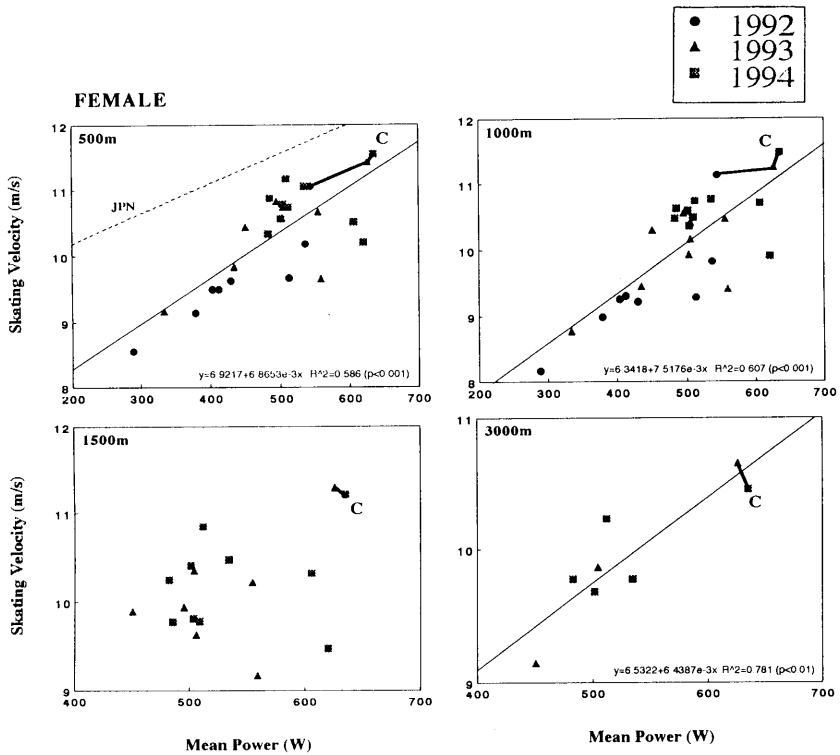 1992
1993
1994
FEMALE
500m
C
JPN
y=6 9217+6 8653e-3x R^2=0 586 (p<0 001)
12
11
10
9
8
200 300 400 500 600 700
Skating Velocity (m/s)
1000m
C
y=6 3418+7 5176e-3x R^2=0 607 (p<0 001)
12
11
10
9
8
200 300 400 500 600 700
1500m
C
12
11
10
9
400 500 600 700
Skating Velocity (m/s)
Mean Power (W)
3000m
C
y=6 5322+6 4387e-3x R^2=0.781 (p<0 01)
11
10
9
400 500 600 700
Mean Power (W)